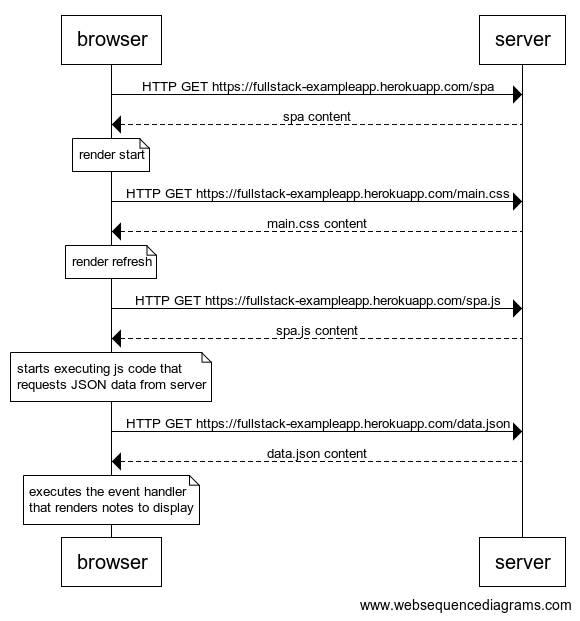 browser
server
HTTP GET https://fullstack-exampleapp.herokuapp.com/spa
spa content
render start
HTTP GET https://fullstack-exampleapp.herokuapp.com/main.css
main.css content
render refresh
HTTP GET https://fullstack-exampleapp.herokuapp.com/spa.js
spa.js content
starts executing js code that
requests JSON data from server
HTTP GET https://fullstack-exampleapp.herokuapp.com/data.json
data.json content
executes the event handler
that renders notes to display
browser
server
www.websequencediagrams.com